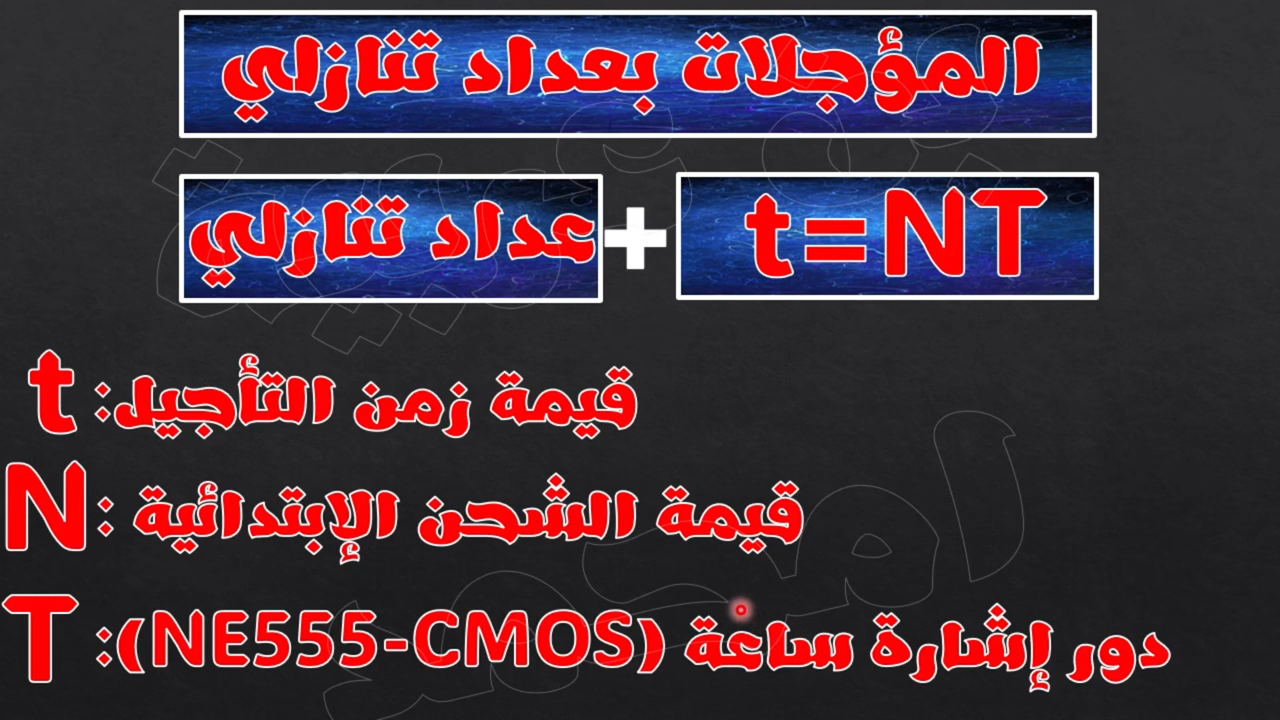 المؤجلات بعداد تنازلي
t=NT + عداد تنازلي
t :قيمة زمن التأجيل
N : قيمة الشحن الإبتدائية
T :دور إشارة ساعة (NE555-CMOS)